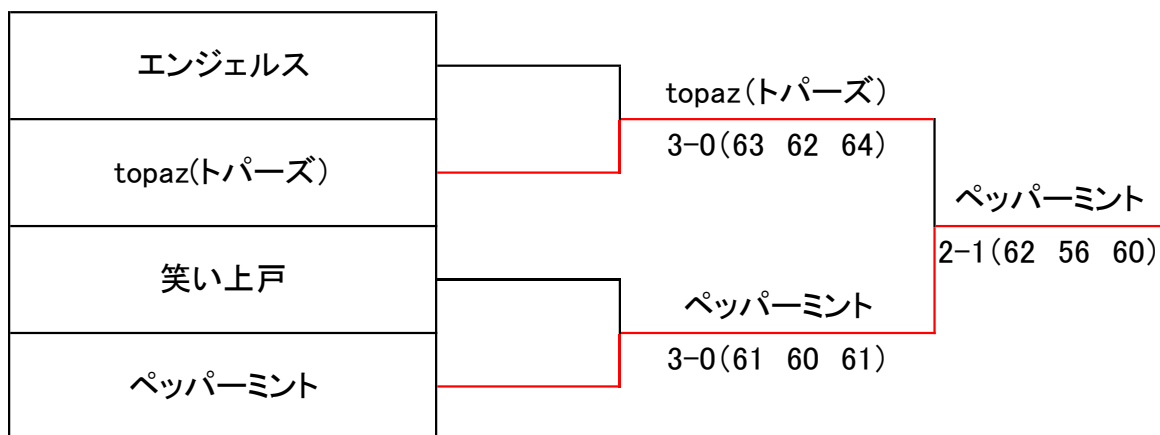 エンジェルス
topaz(トパーズ)
笑い上戸
ペッパーミント
topaz(トパーズ)
3-0(63 62 64)
ペッパーミント
3-0(61 60 61)
ペッパーミント
2-1(62 56 60)